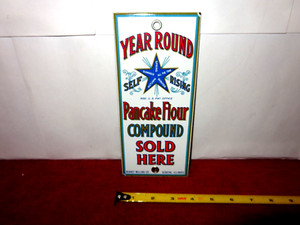 YEAR ROUND
SELF RISING
Pancake Flour
COMPOUND
SOLD
HERE